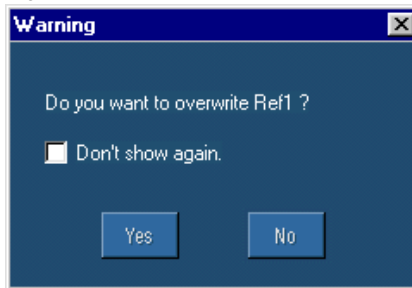 Warning
Do you want to overwrite Ref1 ?
Don't show again.
Yes No